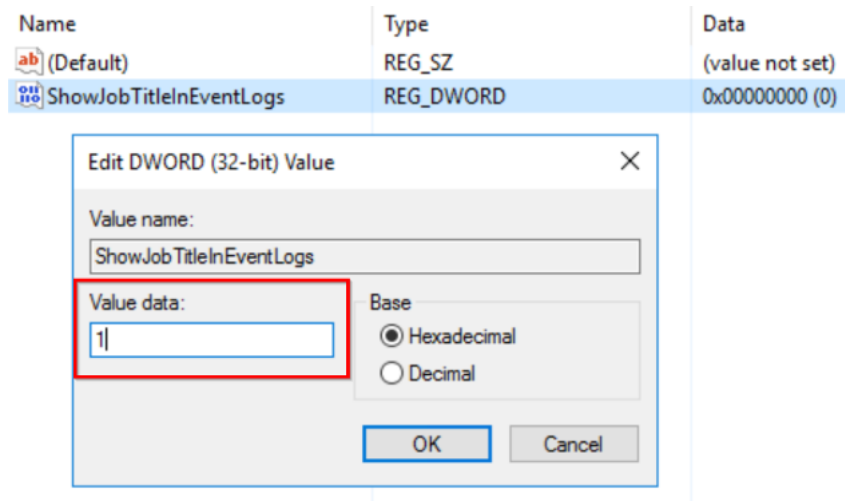 Name Type Data
ab (Default) REG_SZ (value not set)
ShowJobTitleInEventLogs REG_DWORD 0x00000000 (0)
Edit DWORD (32-bit) Value
Value name:
ShowJobTitleInEventLogs
Value data: Base
1 Hexadecimal
Decimal
OK Cancel